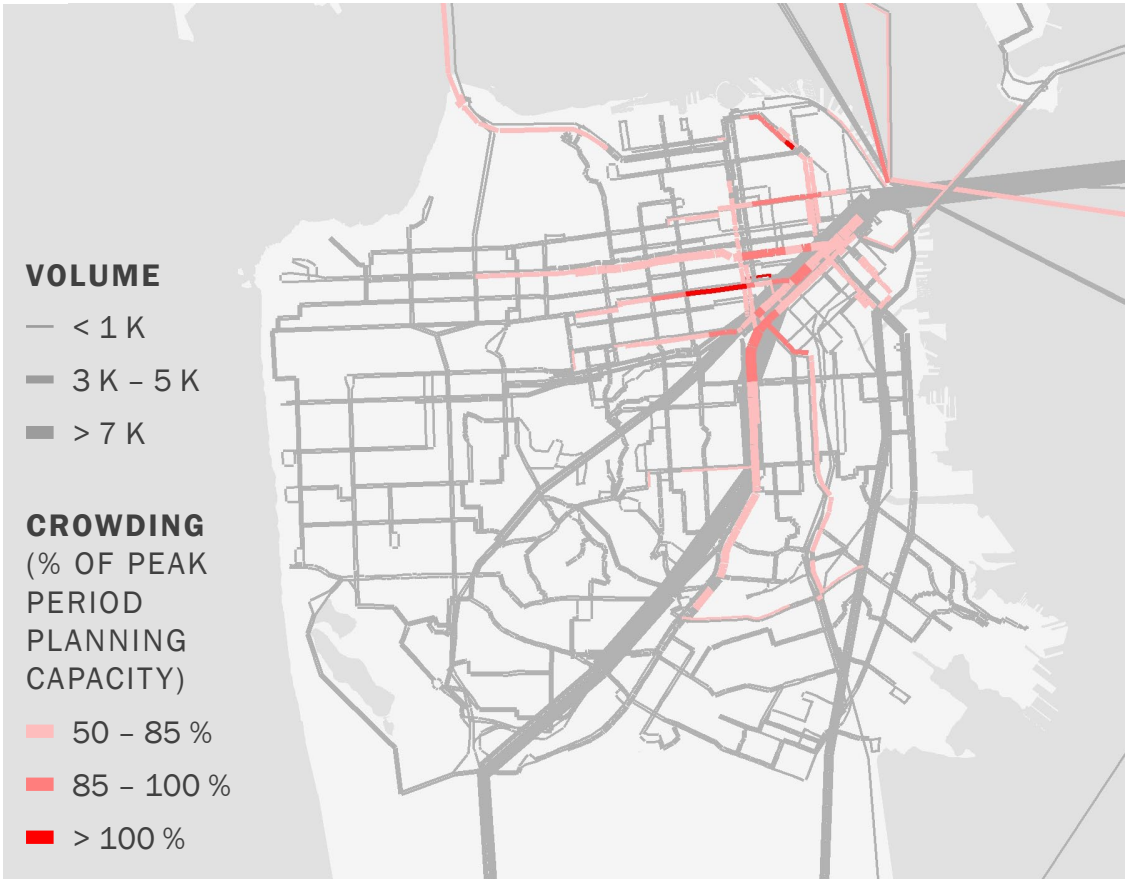 VOLUME
< 1 K
3 K – 5 K
> 7 K
CROWDING
(% OF PEAK
PERIOD
PLANNING
CAPACITY)
50 – 85 %
85 – 100 %
> 100 %